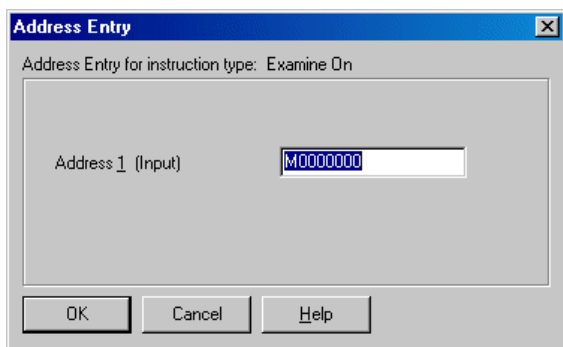 Address Entry
Address Entry for instruction type: Examine On
Address 1 (Input) M0000000
OK Cancel Help